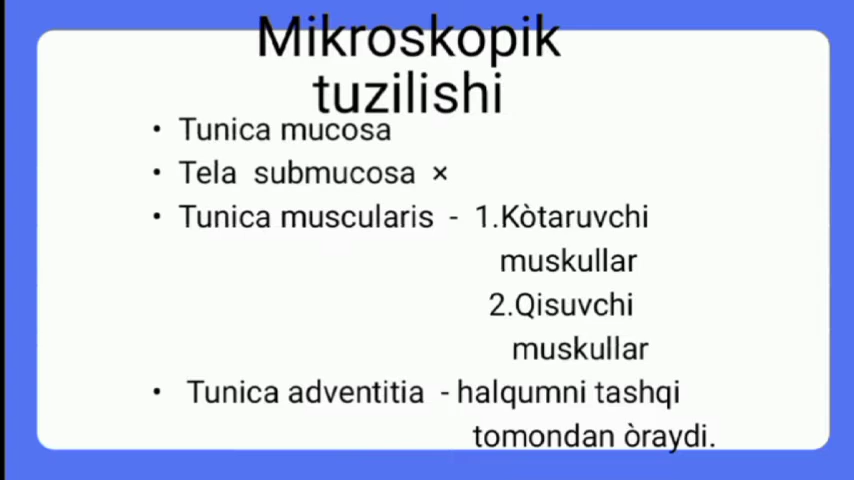 Mikroskopik
tuzilishi
• Tunica mucosa
• Tela submucosa ×
• Tunica muscularis - 1.Kòtaruvchi
muskullar
2.Qisuvchi
muskullar
• Tunica adventitia - halqumni tashqi
tomondan òraydi.